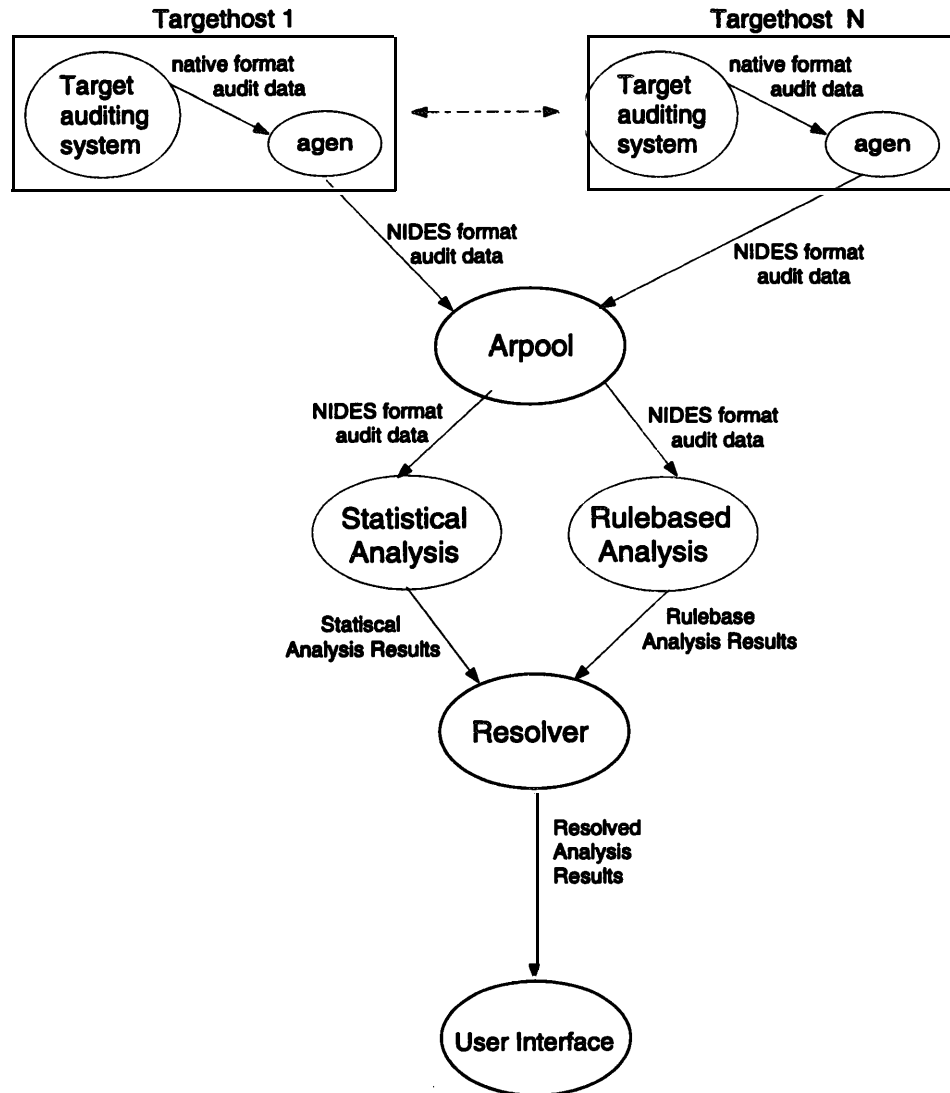 Targethost 1
Targethost N
native format
audit data
Target
auditing
system
agen
native format
audit data
Target
auditing
system
agen
NIDES format
audit data
NIDES format
audit data
Arpool
NIDES format
audit data
NIDES format
audit data
Statistical
Analysis
Rulebased
Analysis
Statiscal
Analysis Results
Rulebase
Analysis Results
Resolver
Resolved
Analysis
Results
User Interface